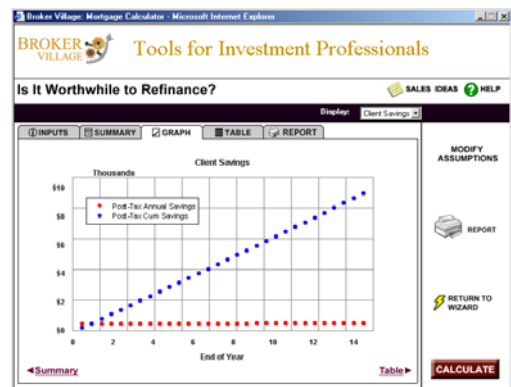 Broker Village: Mortgage Calculator - Microsoft Internet Explorer
BROKER VILLAGE
Tools for Investment Professionals
Is It Worthwhile to Refinance?
SALES IDEAS
? HELP
Display: Client Savings
INPUTS
SUMMARY
GRAPH
TABLE
REPORT
Client Savings
Thousands
Post-Tax Annual Savings
Post-Tax Cum Savings
$10
$8
$6
$4
$2
$0
0 2 4 6 8 10 12 14
End of Year
Summary
Table
MODIFY
ASSUMPTIONS
REPORT
RETURN TO
WIZARD
CALCULATE